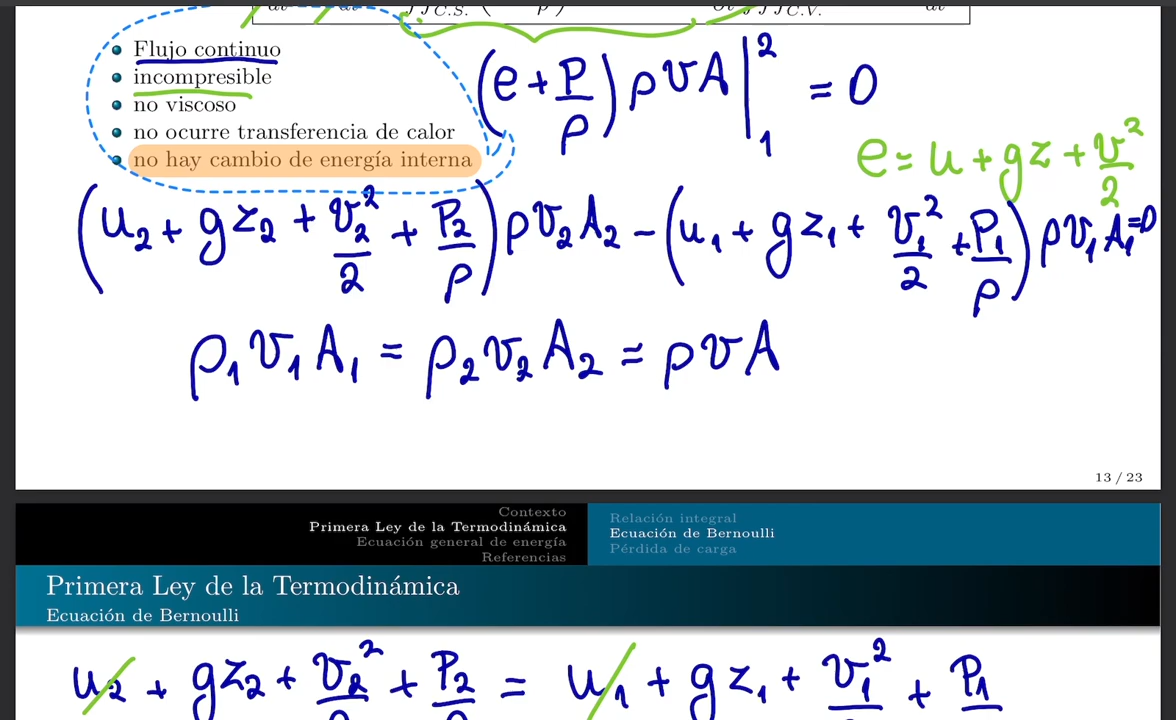 C.S. ρ C.V.
• Flujo continuo
• incompresible
• no viscoso
• no ocurre transferencia de calor
• no hay cambio de energía interna
(e + P/ρ) ρvA |₁² = 0
e = u + gz + v²/2
(u₂ + gz₂ + v₂²/2 + P₂/ρ) ρv₂A₂ - (u₁ + gz₁ + v₁²/2 + P₁/ρ) ρv₁A₁ = 0
ρ₁v₁A₁ = ρ₂v₂A₂ = ρvA
13 / 23
Contexto
Primera Ley de la Termodinámica
Ecuación general de energía
Referencias
Relación integral
Ecuación de Bernoulli
Pérdida de carga
Primera Ley de la Termodinámica
Ecuación de Bernoulli
u₂ + gz₂ + v₂² + P₂ = u₁ + gz₁ + v₁² + P₁